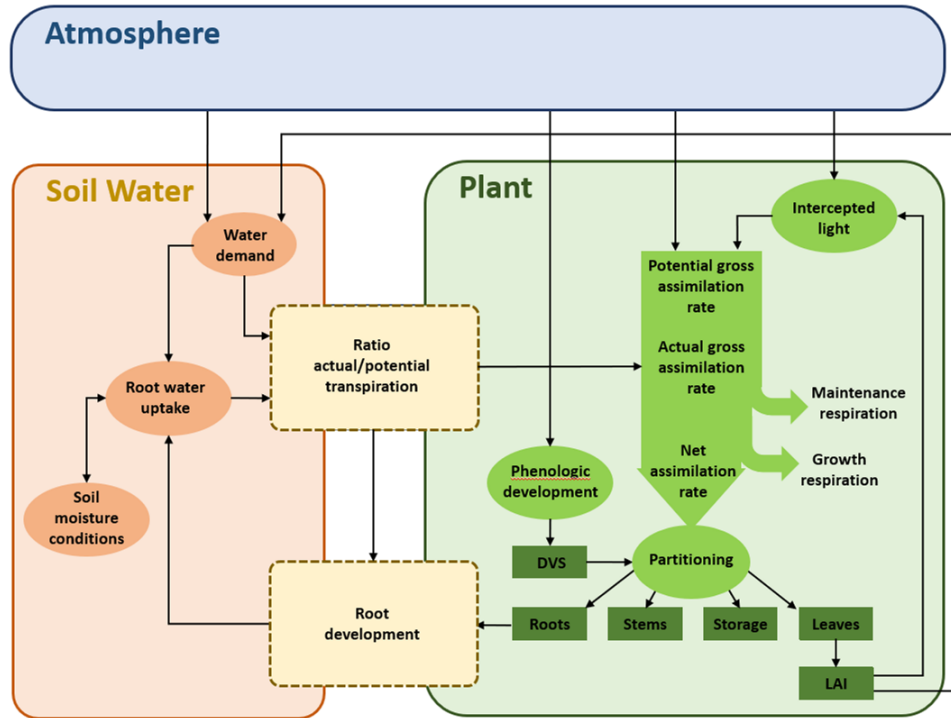 Atmosphere
Soil Water
Plant
Intercepted
light
Water
demand
Potential gross
assimilation
rate
Ratio
actual/potential
transpiration
Actual gross
assimilation
rate
Root water
uptake
Maintenance
respiration
Net
assimilation
rate
Growth
respiration
Phenologic
development
Soil
moisture
conditions
DVS
Partitioning
Root
development
Roots
Stems
Storage
Leaves
LAI